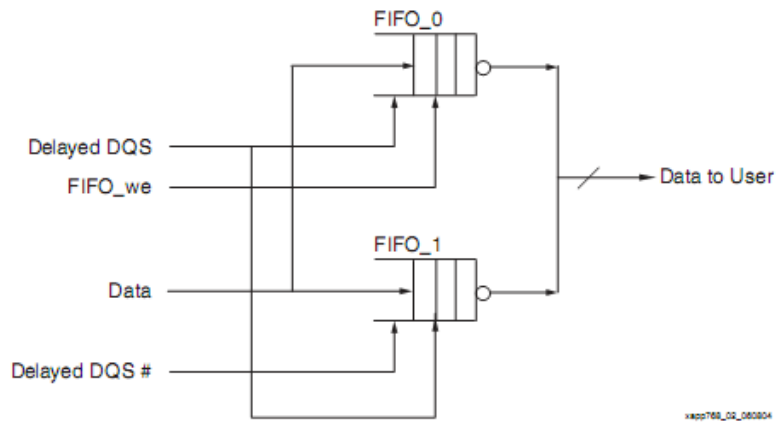 FIFO_0
Delayed DQS
FIFO_we
Data to User
FIFO_1
Data
Delayed DQS #
xapp768_02_060804